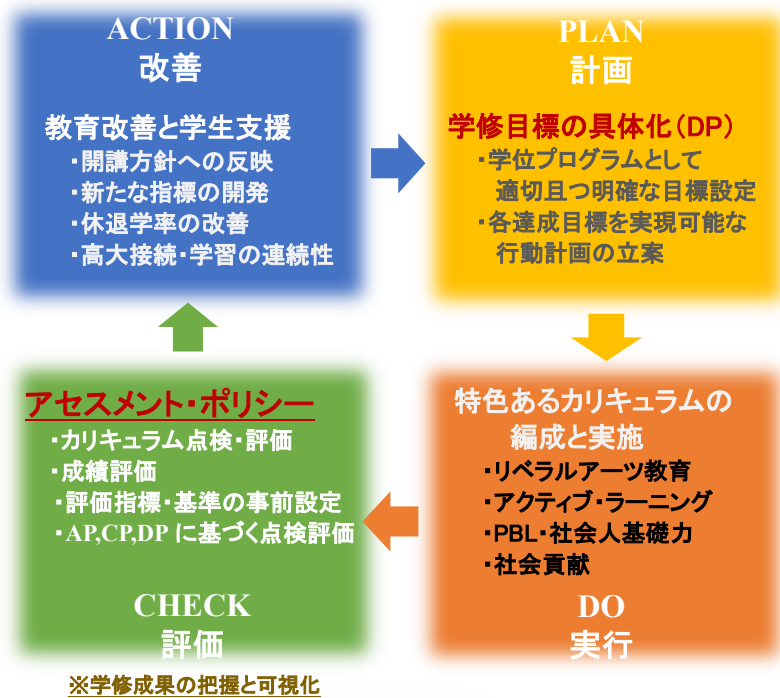 ACTION
改善
教育改善と学生支援
・開講方針への反映
・新たな指標の開発
・休退学率の改善
・高大接続・学習の連続性
PLAN
計画
学修目標の具体化（DP）
・学位プログラムとして
適切且つ明確な目標設定
・各達成目標を実現可能な
行動計画の立案
アセスメント・ポリシー
・カリキュラム点検・評価
・成績評価
・評価指標・基準の事前設定
・AP,CP,DP に基づく点検評価
CHECK
評価
※学修成果の把握と可視化
特色あるカリキュラムの
編成と実施
・リベラルアーツ教育
・アクティブ・ラーニング
・PBL・社会人基礎力
・社会貢献
DO
実行